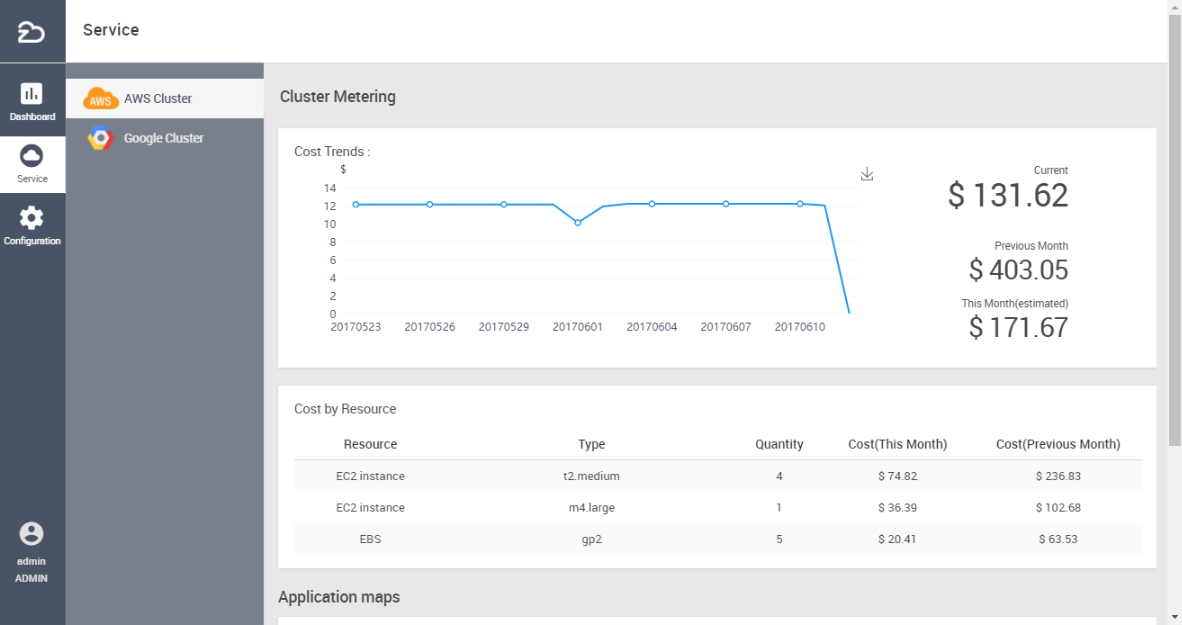 Service
Dashboard
Service
Configuration
admin
ADMIN
AWS AWS Cluster
Google Cluster
Cluster Metering
Cost Trends :
$
14
12
10
8
6
4
2
0
20170523 20170526 20170529 20170601 20170604 20170607 20170610
Current
$ 131.62
Previous Month
$ 403.05
This Month(estimated)
$ 171.67
Cost by Resource
Resource Type Quantity Cost(This Month) Cost(Previous Month)
EC2 instance t2.medium 4 $ 74.82 $ 236.83
EC2 instance m4.large 1 $ 36.39 $ 102.68
EBS gp2 5 $ 20.41 $ 63.53
Application maps